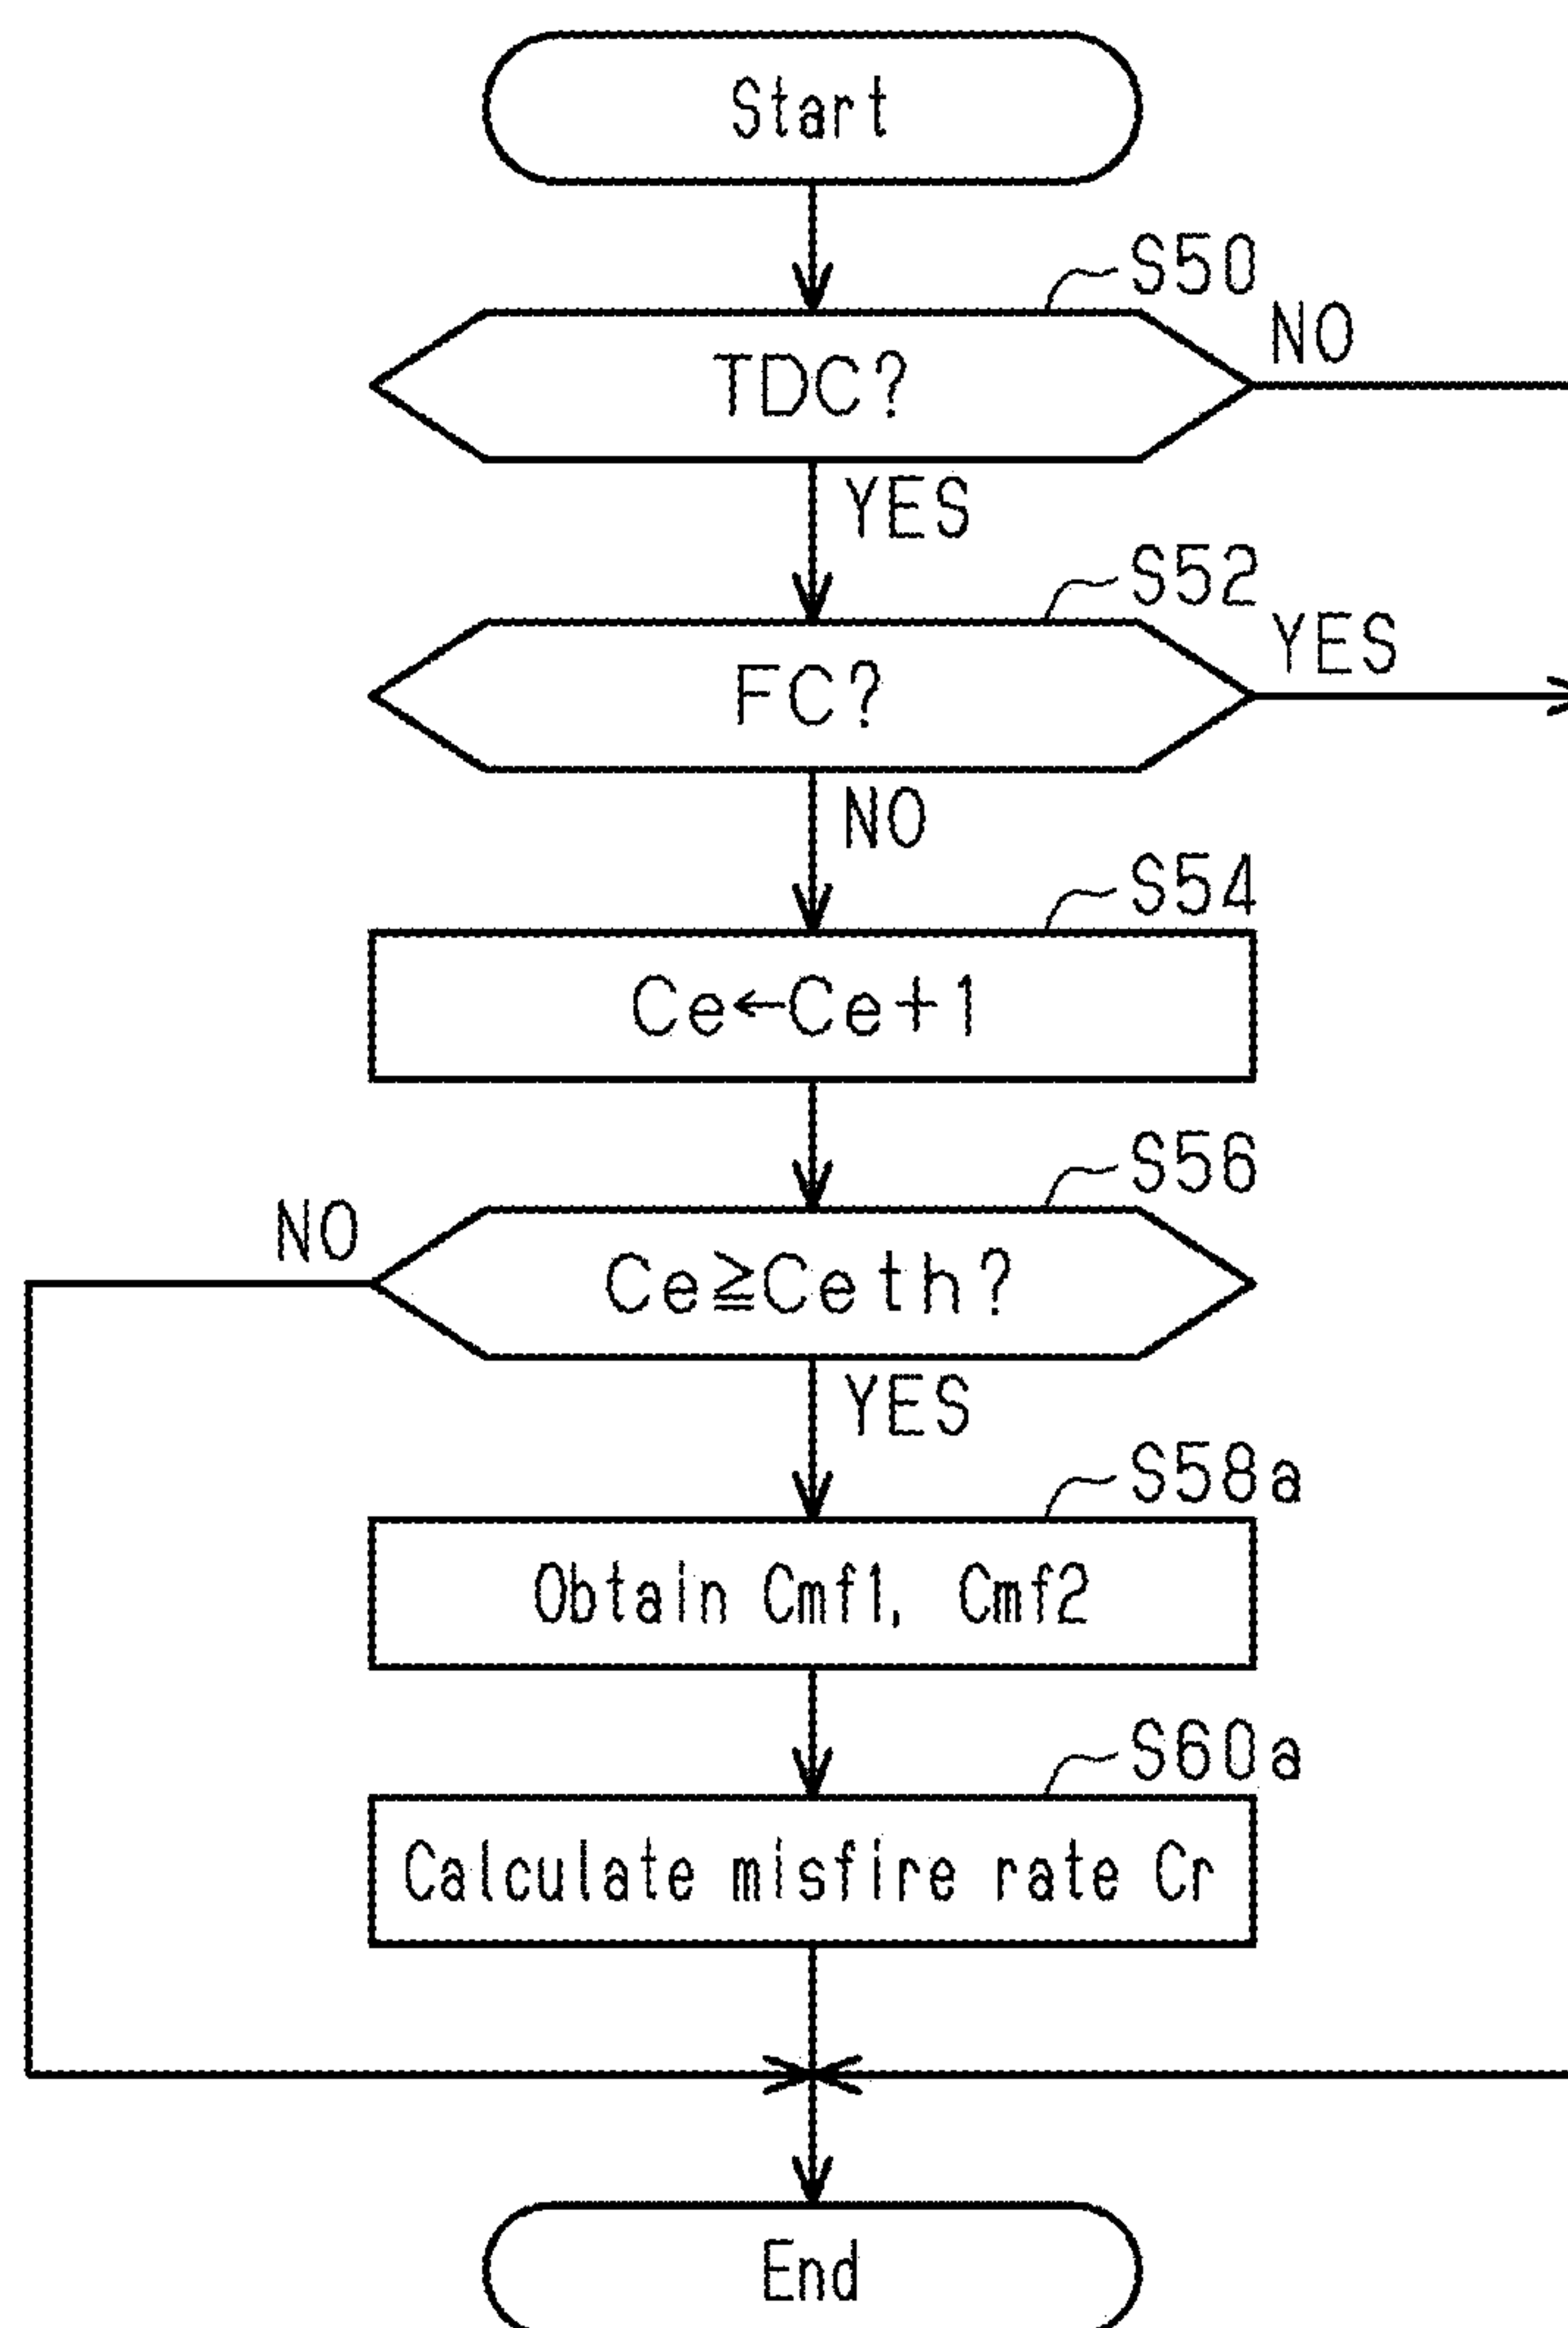 Start
S50
TDC?
NO
YES
S52
FC?
YES
NO
S54
Ce←Ce+1
S56
NO
Ce≧Ceth?
YES
S58a
Obtain Cmf1, Cmf2
S60a
Calculate misfire rate Cr
End